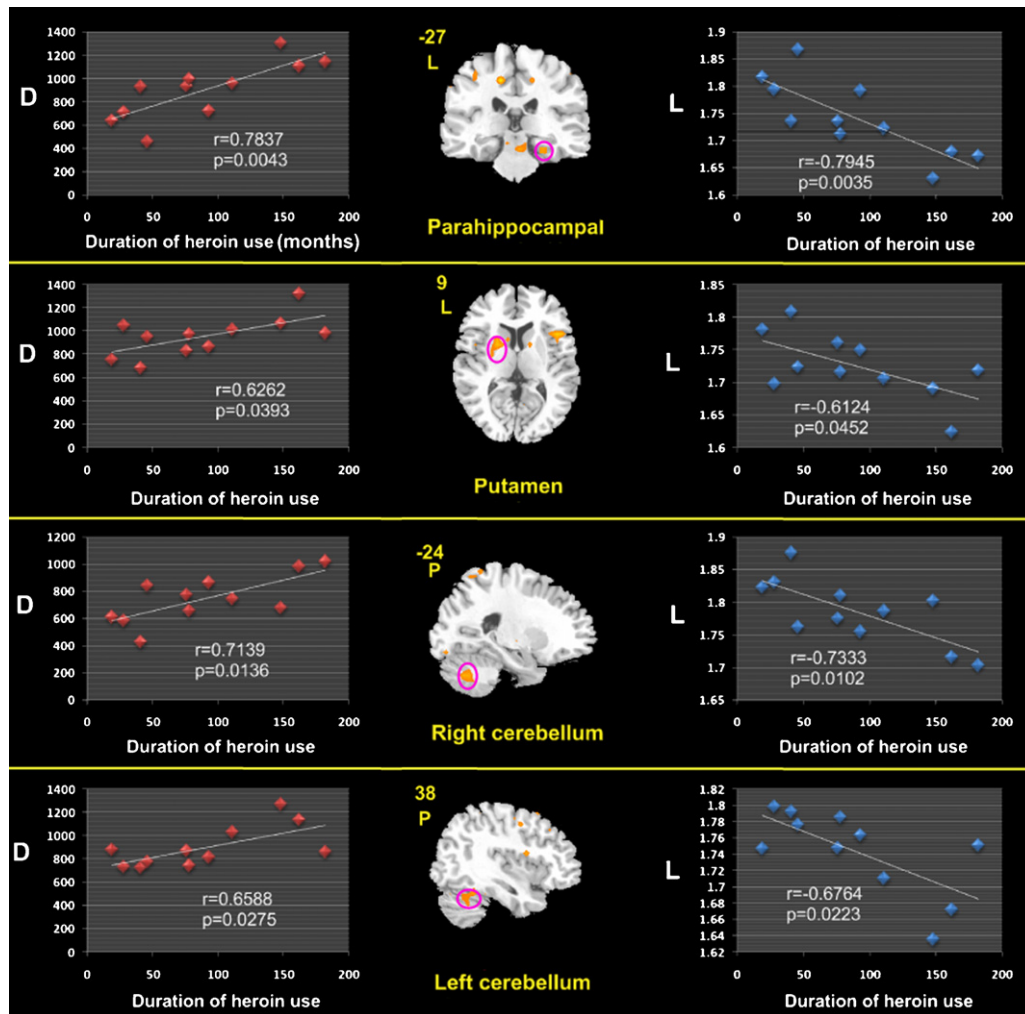 1400
1200
1000
800
600
400
200
0
D
r=0.7837
p=0.0043
0 50 100 150 200
Duration of heroin use (months)
-27
L
Parahippocampal
1.9
1.85
1.8
1.75
1.7
1.65
1.6
L
r=-0.7945
p=0.0035
0 50 100 150 200
Duration of heroin use
1400
1200
1000
800
600
400
200
0
D
r=0.6262
p=0.0393
0 50 100 150 200
Duration of heroin use
9
L
Putamen
1.85
1.8
1.75
1.7
1.65
1.6
L
r=-0.6124
p=0.0452
0 50 100 150 200
Duration of heroin use
1200
1000
800
600
400
200
0
D
r=0.7139
p=0.0136
0 50 100 150 200
Duration of heroin use
-24
P
Right cerebellum
1.9
1.85
1.8
1.75
1.7
1.65
L
r=-0.7333
p=0.0102
0 50 100 150 200
Duration of heroin use
1400
1200
1000
800
600
400
200
0
D
r=0.6588
p=0.0275
0 50 100 150 200
Duration of heroin use
38
P
Left cerebellum
1.82
1.8
1.78
1.76
1.74
1.72
1.7
1.68
1.66
1.64
1.62
L
r=-0.6764
p=0.0223
0 50 100 150 200
Duration of heroin use